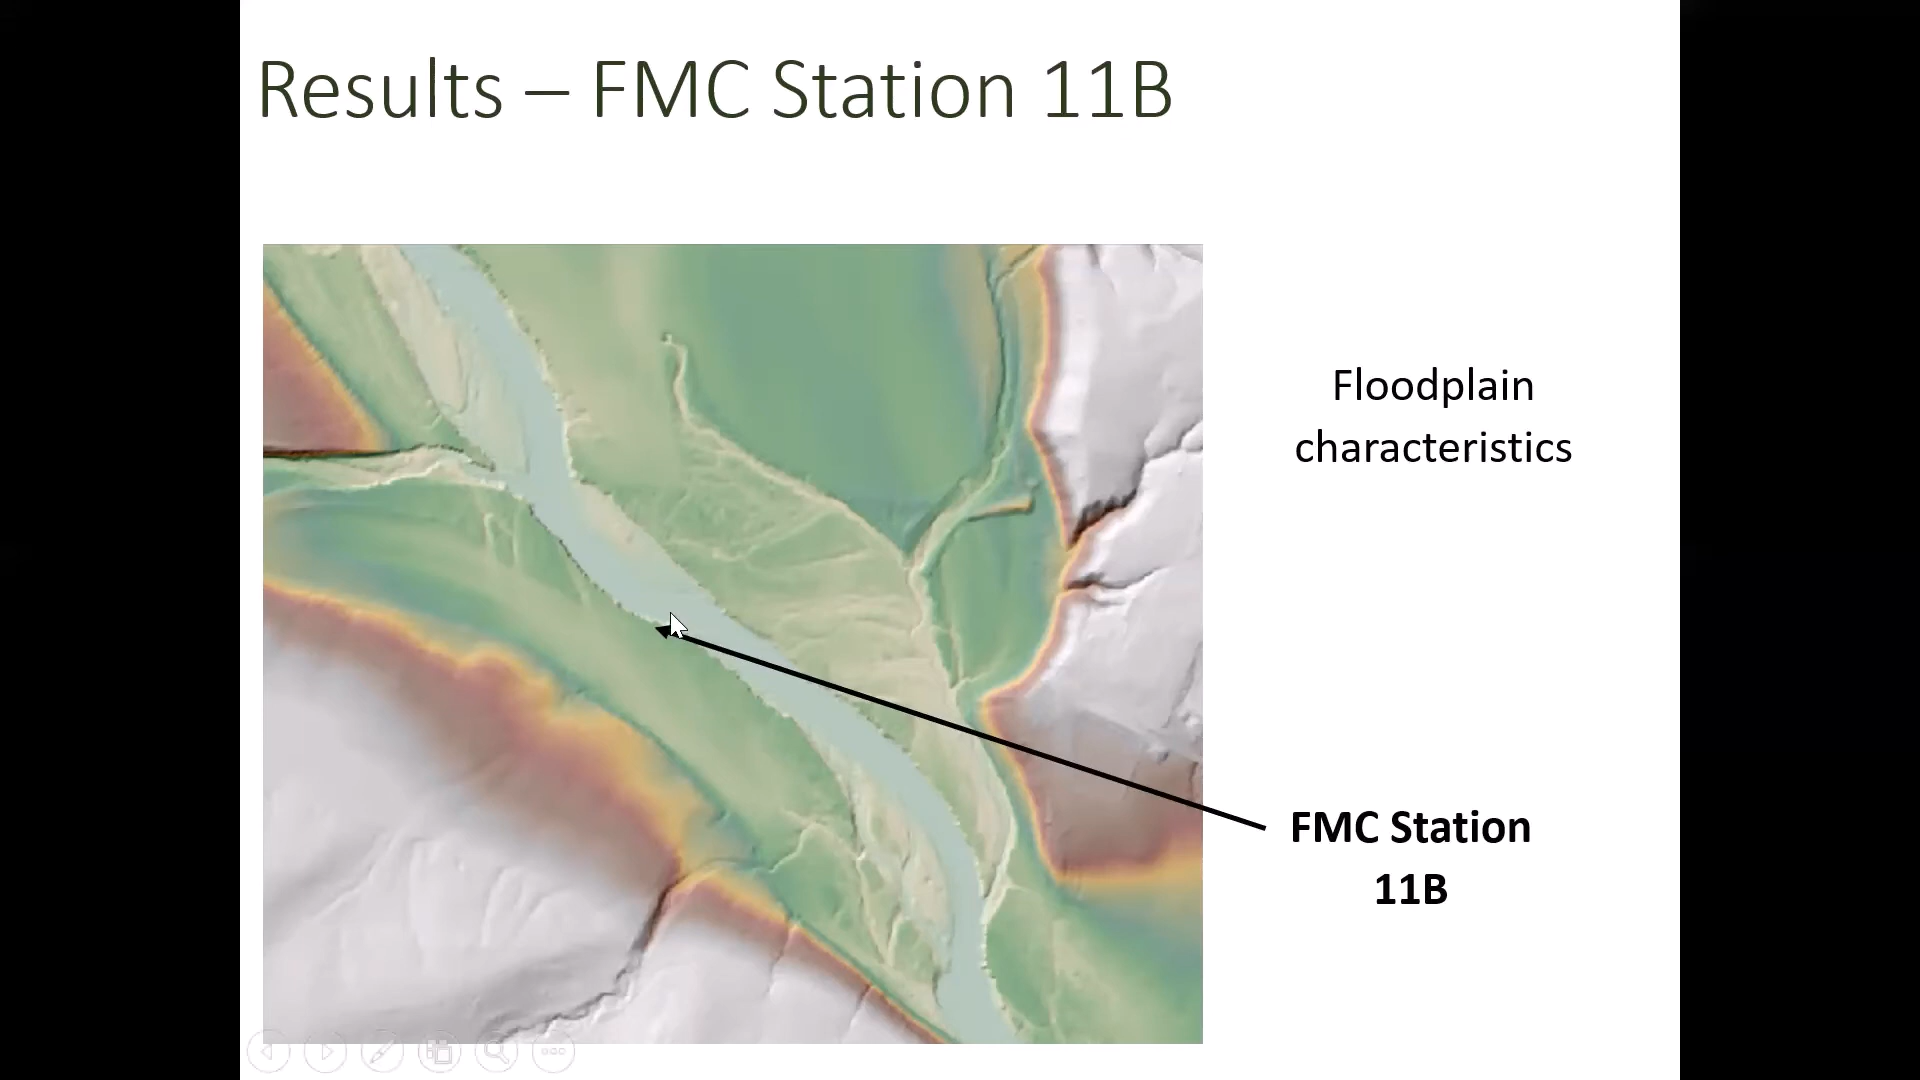 Results – FMC Station 11B
Floodplain
characteristics
FMC Station
11B